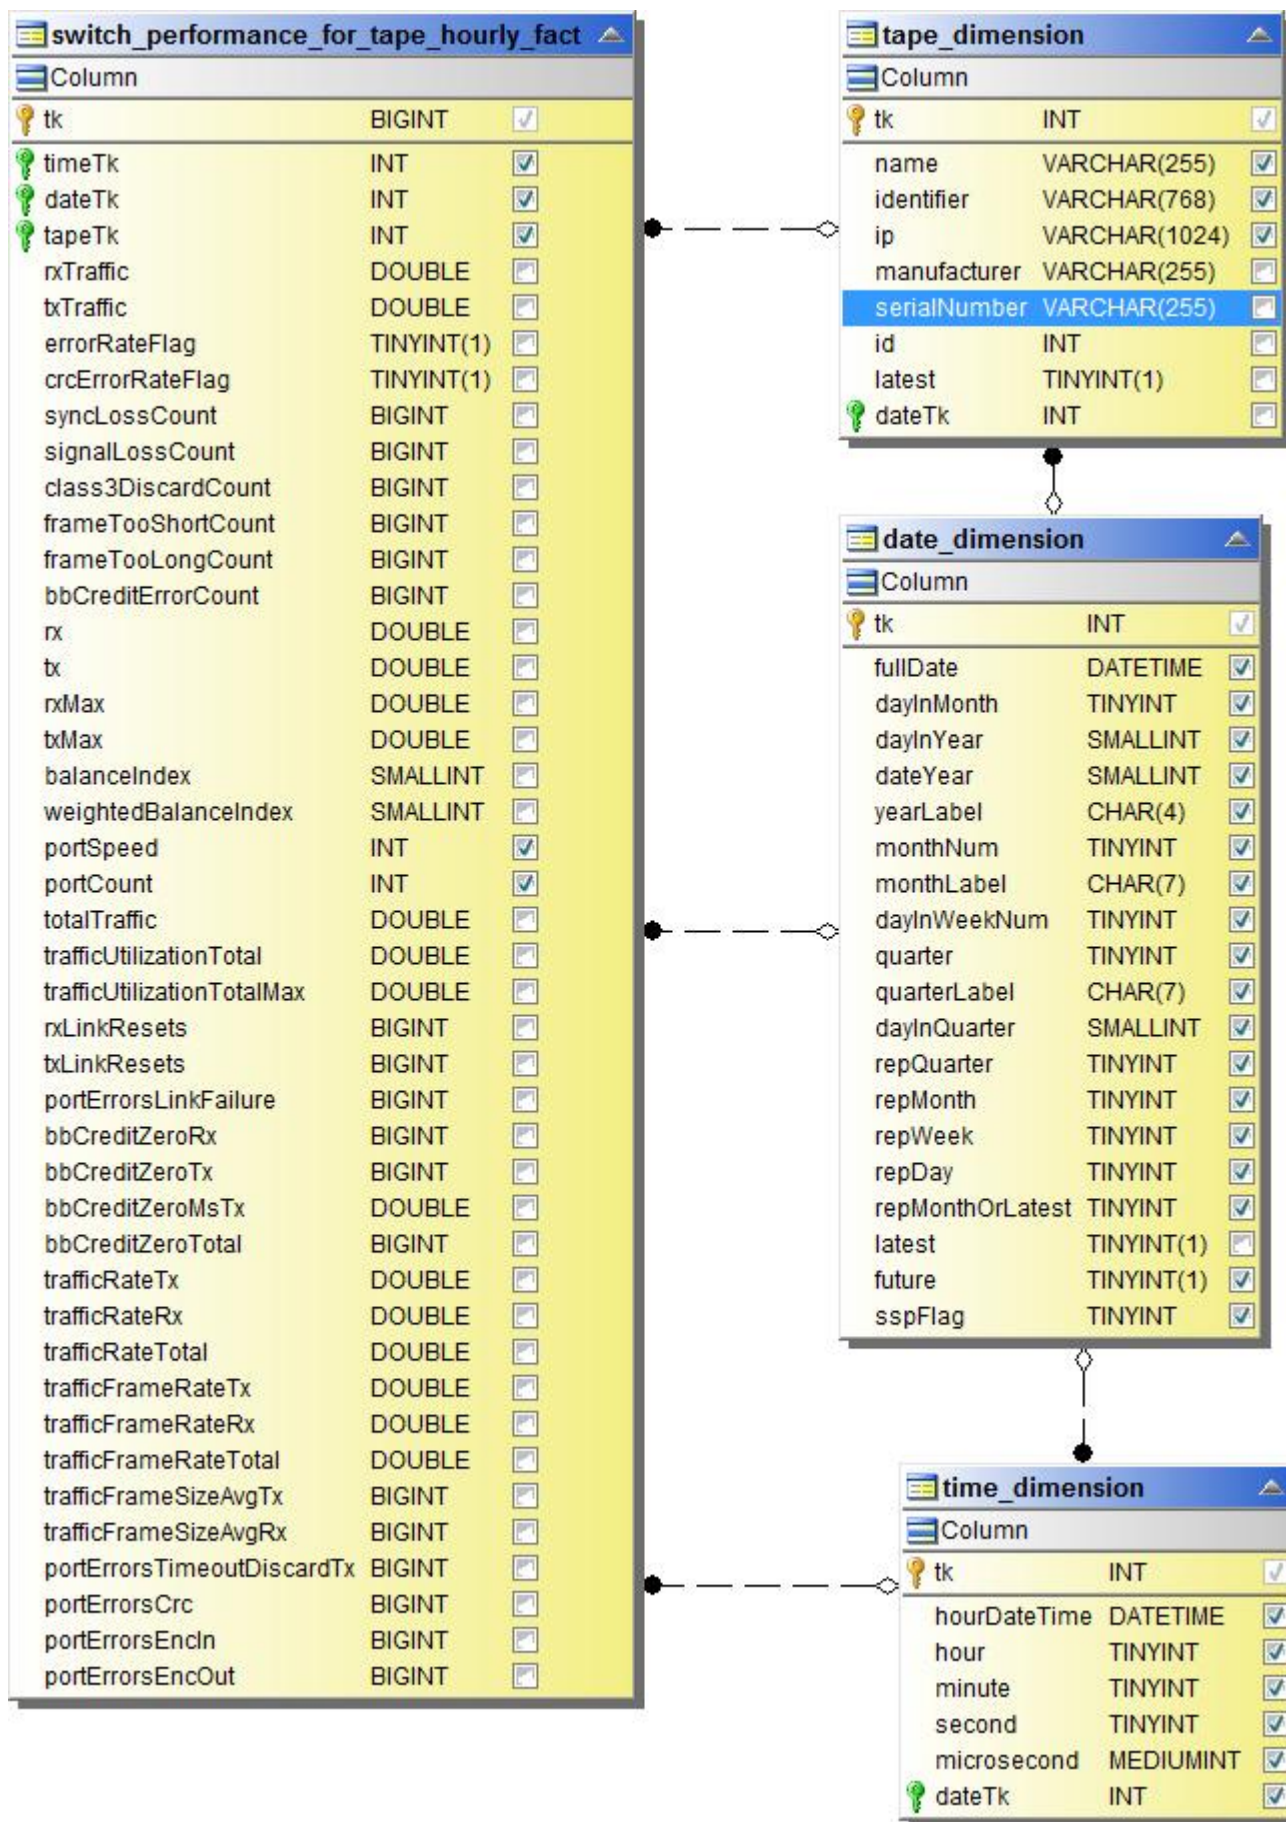 switch_performance_for_tape_hourly_fact
Column
tk BIGINT
timeTk INT
dateTk INT
tapeTk INT
rxTraffic DOUBLE
txTraffic DOUBLE
errorRateFlag TINYINT(1)
crcErrorRateFlag TINYINT(1)
syncLossCount BIGINT
signalLossCount BIGINT
class3DiscardCount BIGINT
frameTooShortCount BIGINT
frameTooLongCount BIGINT
bbCreditErrorCount BIGINT
rx DOUBLE
tx DOUBLE
rxMax DOUBLE
txMax DOUBLE
balanceIndex SMALLINT
weightedBalanceIndex SMALLINT
portSpeed INT
portCount INT
totalTraffic DOUBLE
trafficUtilizationTotal DOUBLE
trafficUtilizationTotalMax DOUBLE
rxLinkResets BIGINT
txLinkResets BIGINT
portErrorsLinkFailure BIGINT
bbCreditZeroRx BIGINT
bbCreditZeroTx BIGINT
bbCreditZeroMsTx DOUBLE
bbCreditZeroTotal BIGINT
trafficRateTx DOUBLE
trafficRateRx DOUBLE
trafficRateTotal DOUBLE
trafficFrameRateTx DOUBLE
trafficFrameRateRx DOUBLE
trafficFrameRateTotal DOUBLE
trafficFrameSizeAvgTx BIGINT
trafficFrameSizeAvgRx BIGINT
portErrorsTimeoutDiscardTx BIGINT
portErrorsCrc BIGINT
portErrorsEncIn BIGINT
portErrorsEncOut BIGINT
tape_dimension
Column
tk INT
name VARCHAR(255)
identifier VARCHAR(768)
ip VARCHAR(1024)
manufacturer VARCHAR(255)
serialNumber VARCHAR(255)
id INT
latest TINYINT(1)
dateTk INT
date_dimension
Column
tk INT
fullDate DATETIME
dayInMonth TINYINT
dayInYear SMALLINT
dateYear SMALLINT
yearLabel CHAR(4)
monthNum TINYINT
monthLabel CHAR(7)
dayInWeekNum TINYINT
quarter TINYINT
quarterLabel CHAR(7)
dayInQuarter SMALLINT
repQuarter TINYINT
repMonth TINYINT
repWeek TINYINT
repDay TINYINT
repMonthOrLatest TINYINT
latest TINYINT(1)
future TINYINT(1)
sspFlag TINYINT
time_dimension
Column
tk INT
hourDateTime DATETIME
hour TINYINT
minute TINYINT
second TINYINT
microsecond MEDIUMINT
dateTk INT